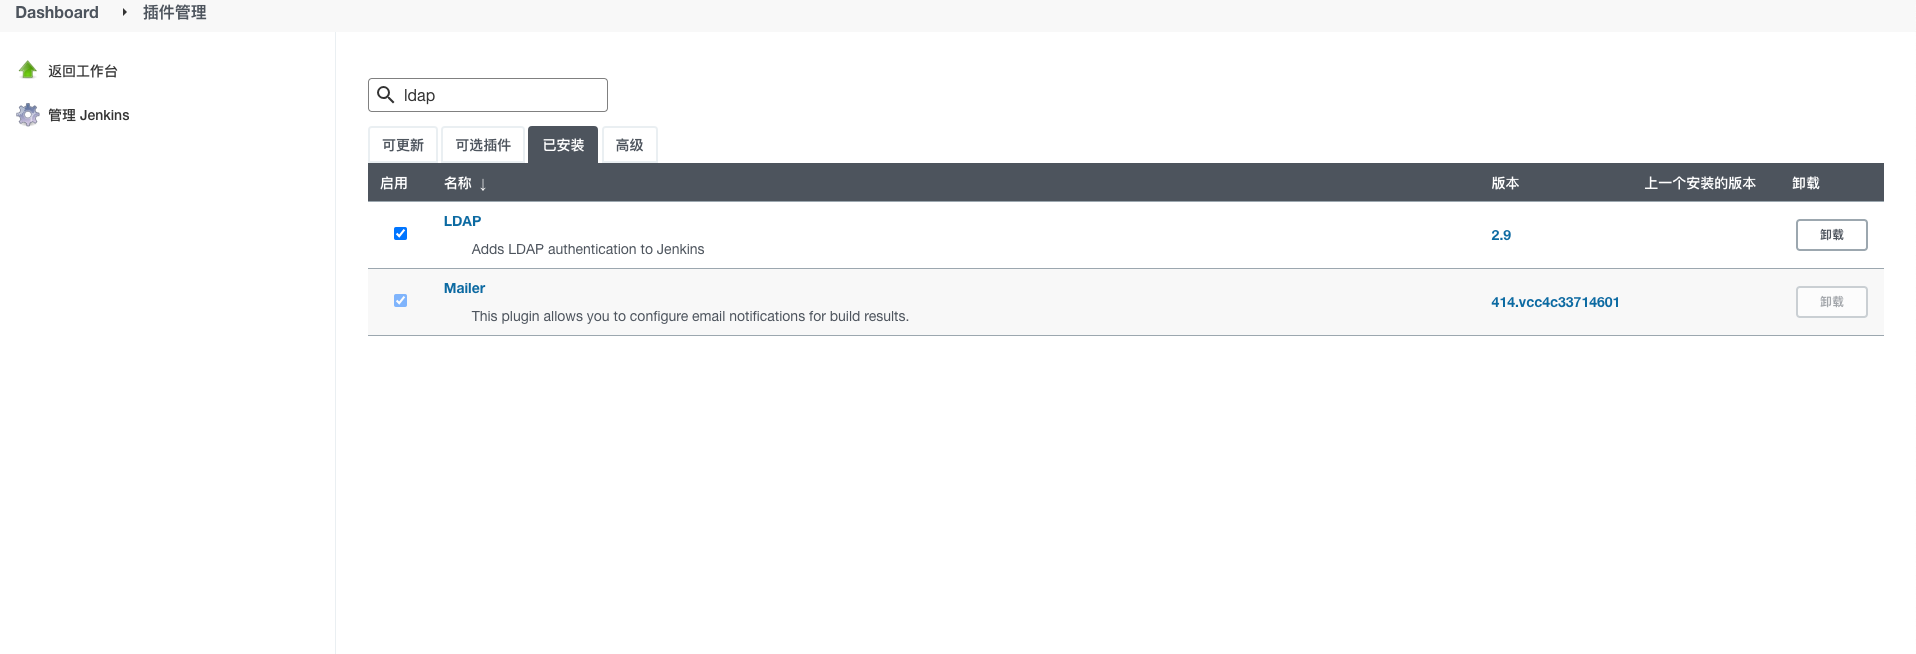 Dashboard 插件管理
返回工作台
管理 Jenkins
ldap
可更新 可选插件 已安装 高级
启用 名称 ↓ 版本 上一个安装的版本 卸载
LDAP
Adds LDAP authentication to Jenkins
2.9
卸载
Mailer
This plugin allows you to configure email notifications for build results.
414.vcc4c33714601
卸载